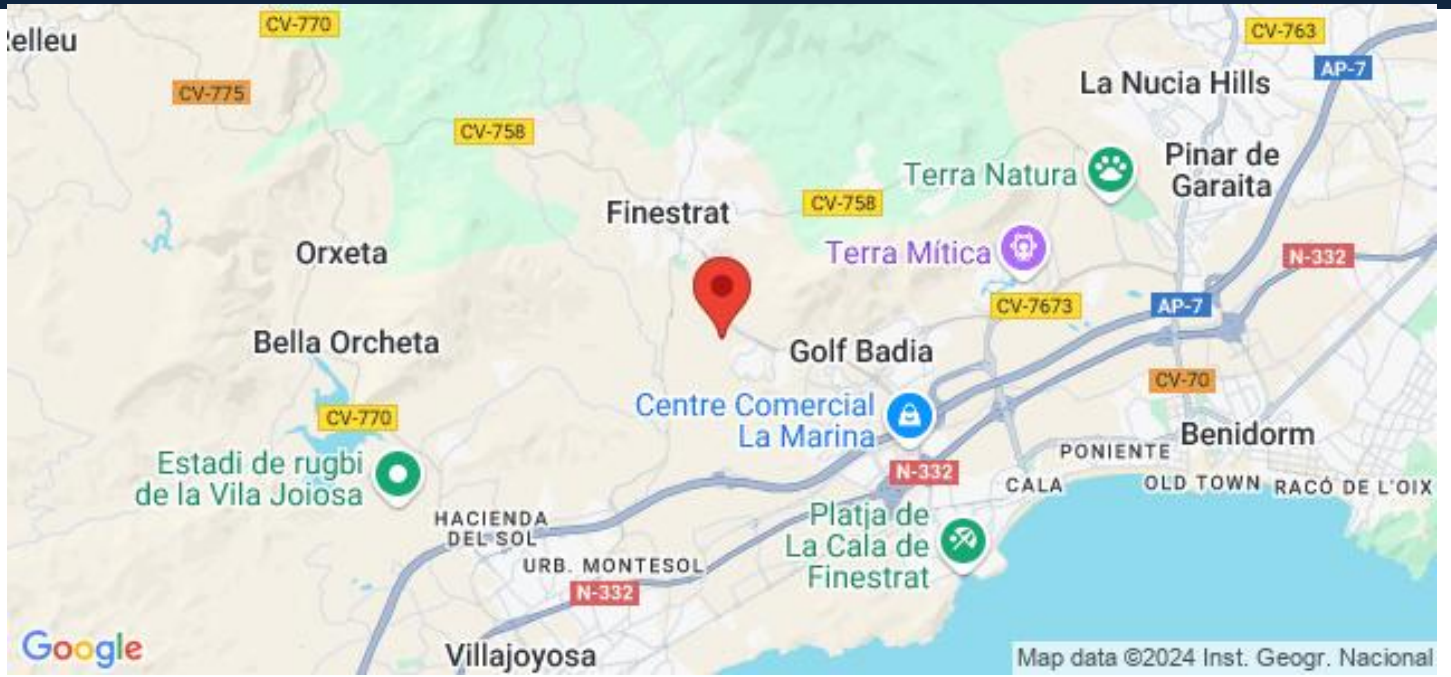 CV-770
CV-763
elleu
AP-7
La Nucia Hills
CV-775
CV-758
Pinar de
Garaita
Terra Natura
CV-758
Finestrat
Terra Mítica
Orxeta
N-332
CV-7673
AP-7
Bella Orcheta
Golf Badia
CV-70
Centre Comercial
La Marina
CV-770
Benidorm
PONIENTE
Estadi de rugbi
de la Vila Joiosa
N-332
CALA
OLD TOWN
RACÓ DE L'OIX
HACIENDA
DEL SOL
Platja de
La Cala de
Finestrat
URB. MONTESOL
N-332
Villajoyosa
Google
Map data ©2024 Inst. Geogr. Nacional